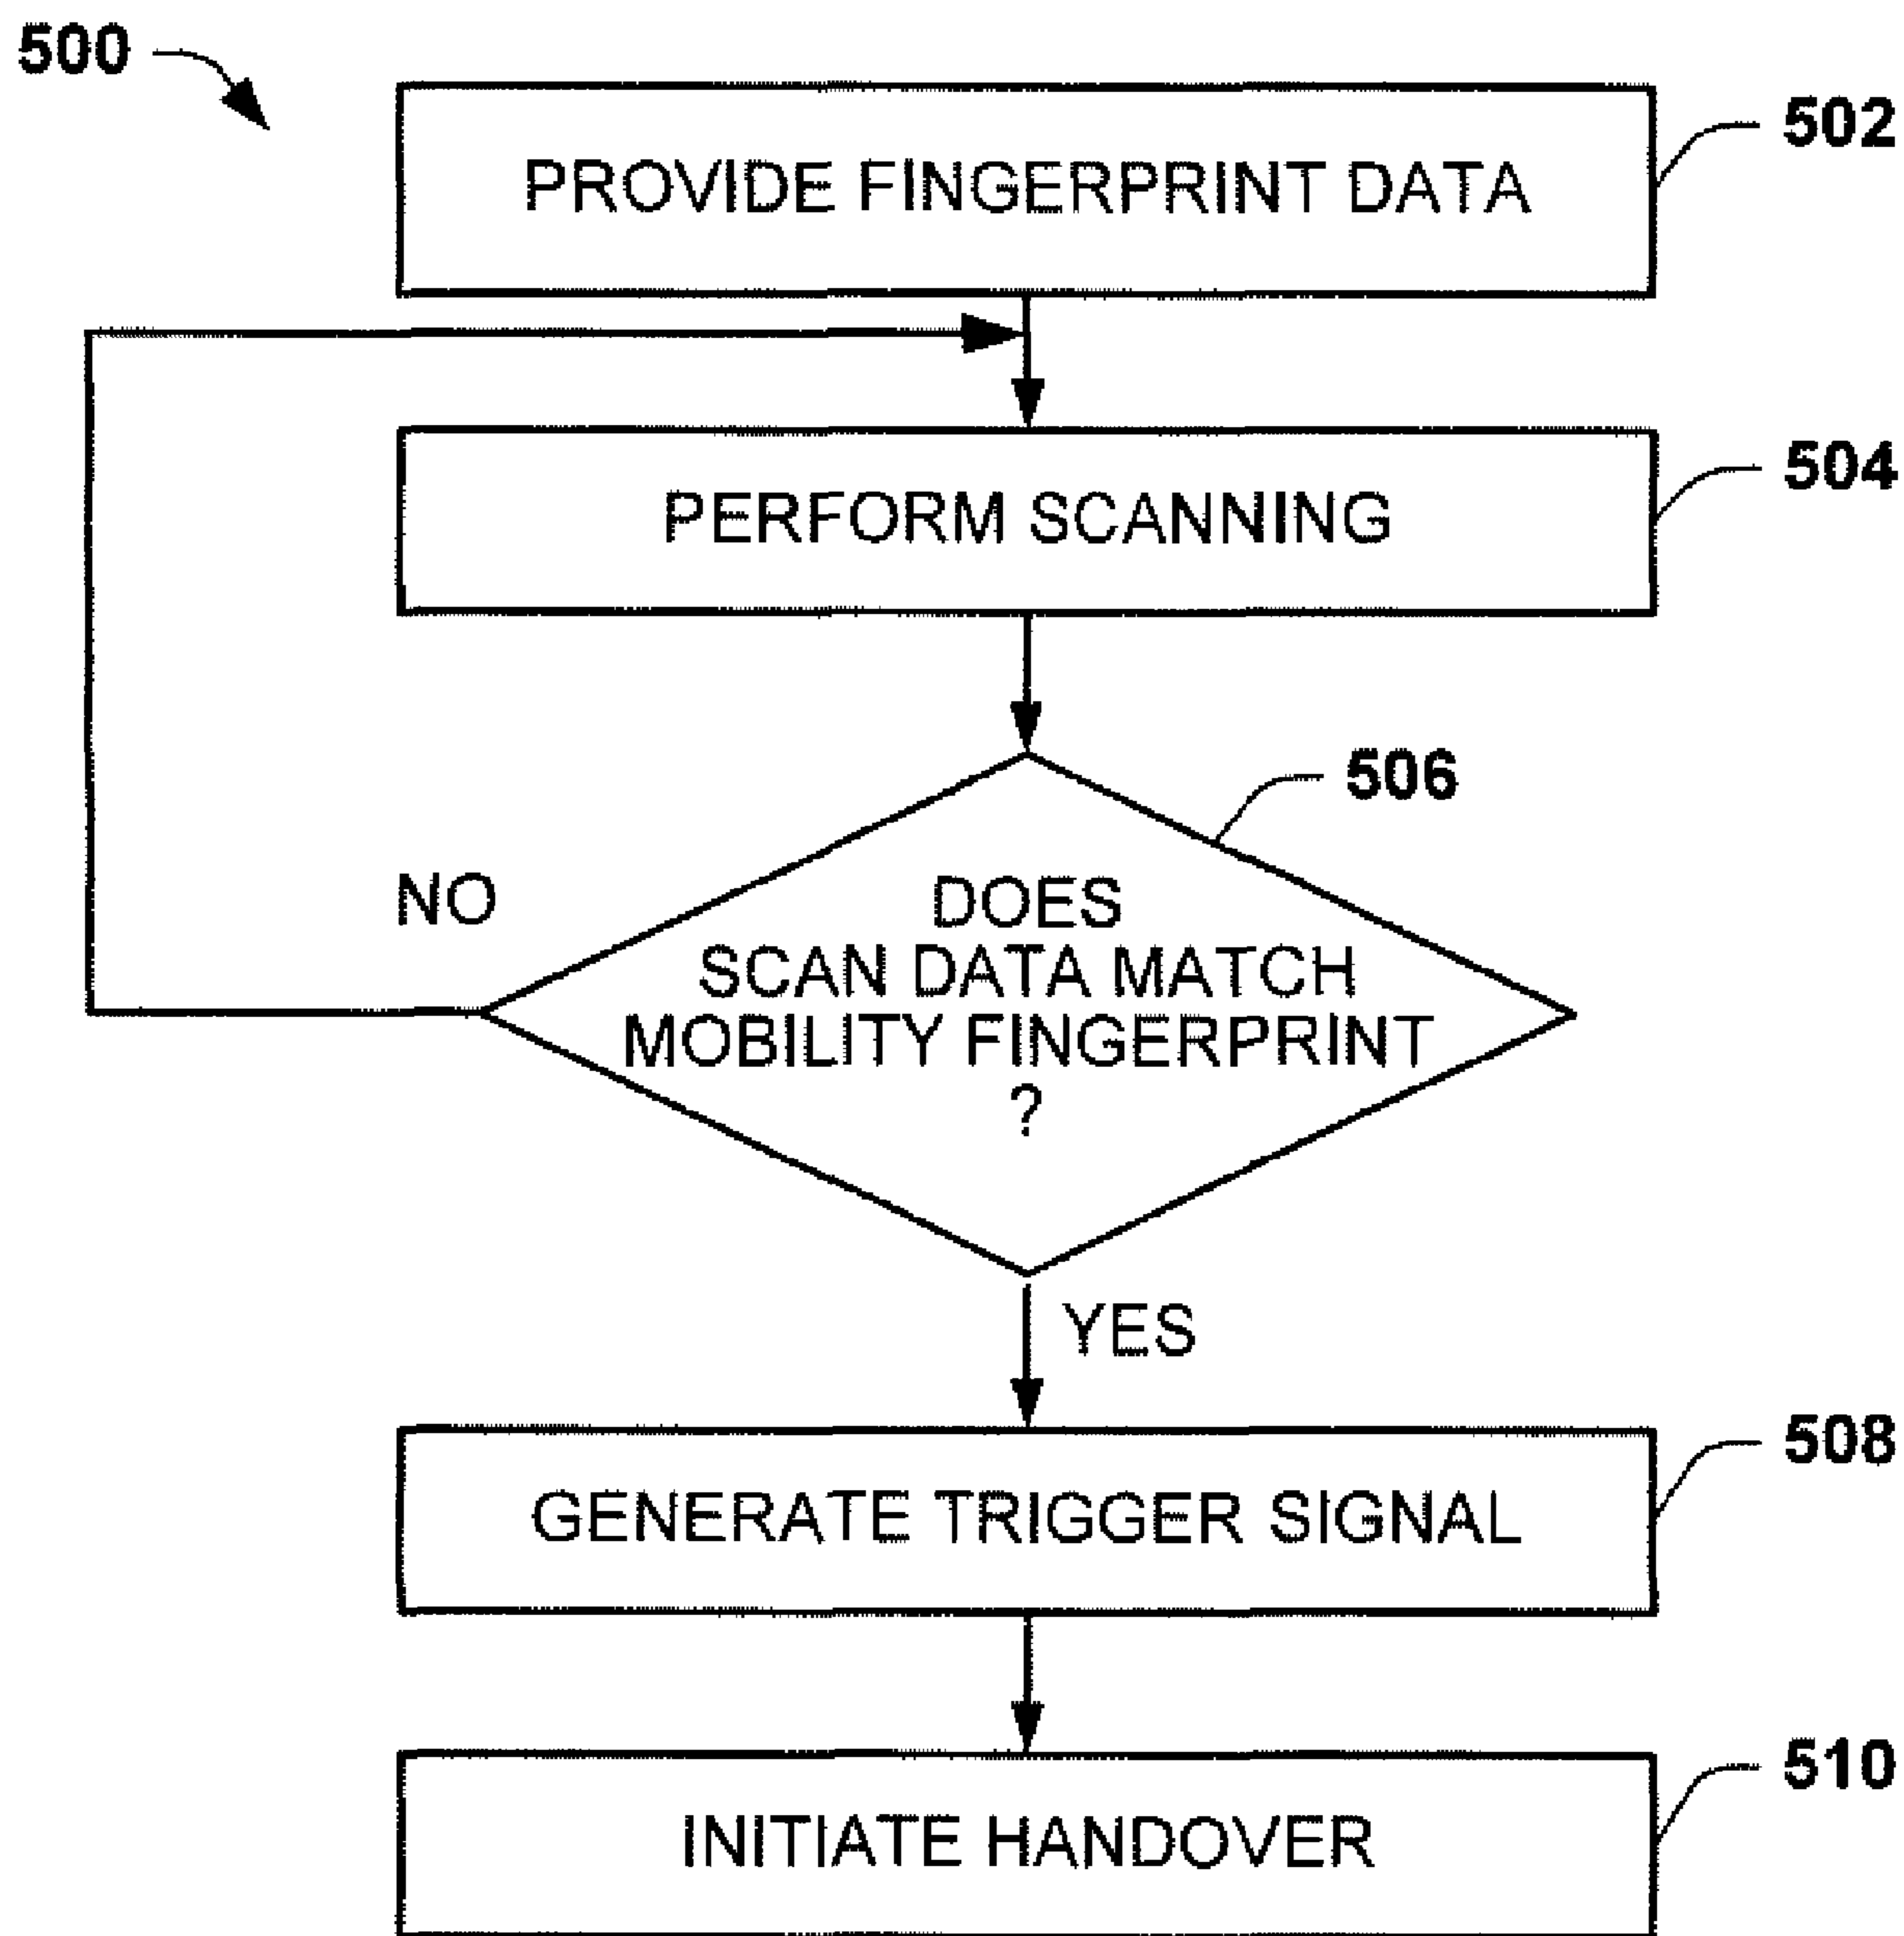 500
502
PROVIDE FINGERPRINT DATA
504
PERFORM SCANNING
506
NO
DOES
SCAN DATA MATCH
MOBILITY FINGERPRINT
?
YES
508
GENERATE TRIGGER SIGNAL
510
INITIATE HANDOVER